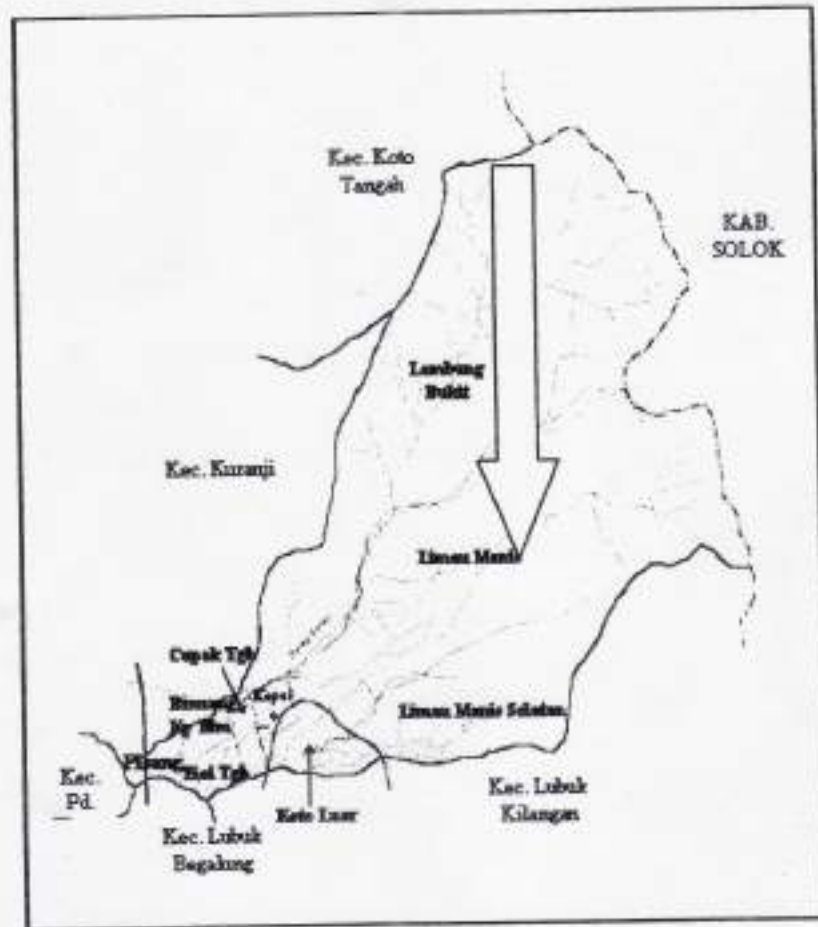 Kec. Koto
Tangah
KAB.
SOLOK
Lambung
Bukit
Kec. Kuranji
Limau Manis
Cupak Tgh
Kapal
Limau Manis Selatan
Piai Tgh
Kec.
Pd.
Koto Luar
Kec. Lubuk
Kilangan
Kec. Lubuk
Begalung